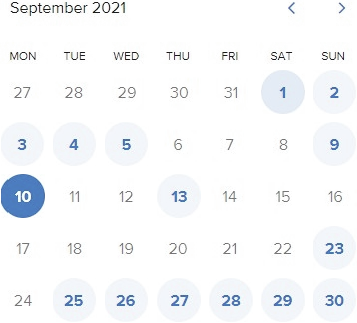 September 2021
MON TUE WED THU FRI SAT SUN
27 28 29 30 31 1 2
3 4 5 6 7 8 9
10 11 12 13 14 15 16
17 18 19 20 21 22 23
24 25 26 27 28 29 30